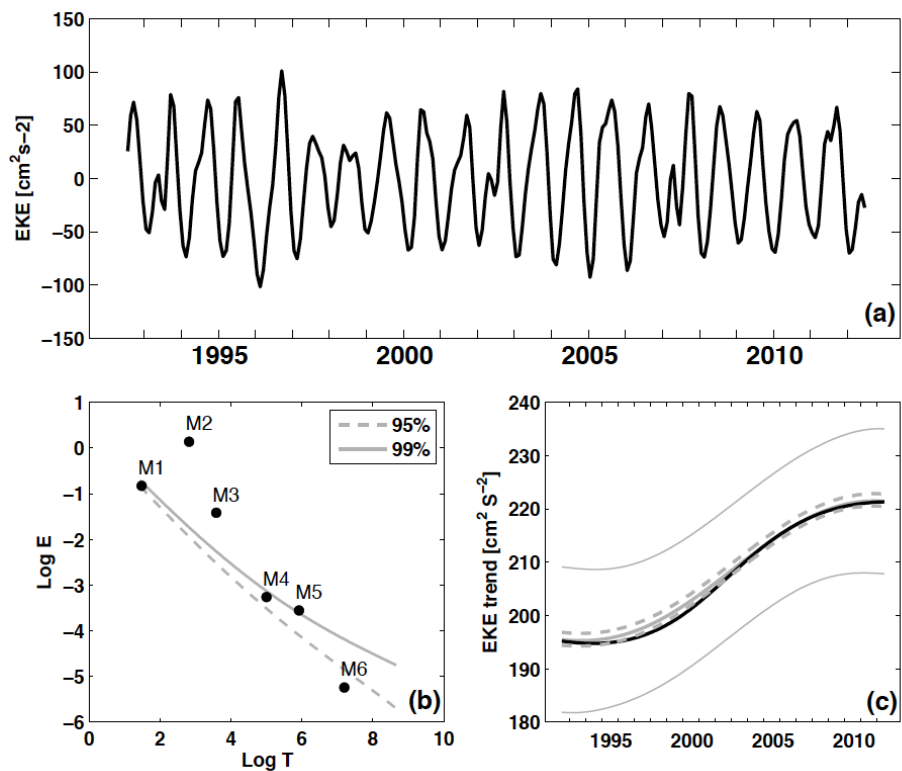 150
100
50
0
−50
−100
−150
EKE [cm²s−2]
1995 2000 2005 2010
(a)
1
0
−1
−2
−3
−4
−5
−6
Log E
M1
M2
M3
M4
M5
M6
95%
99%
(b)
0 2 4 6 8 10
Log T
240
230
220
210
200
190
180
EKE trend [cm² S⁻²]
(c)
1995 2000 2005 2010